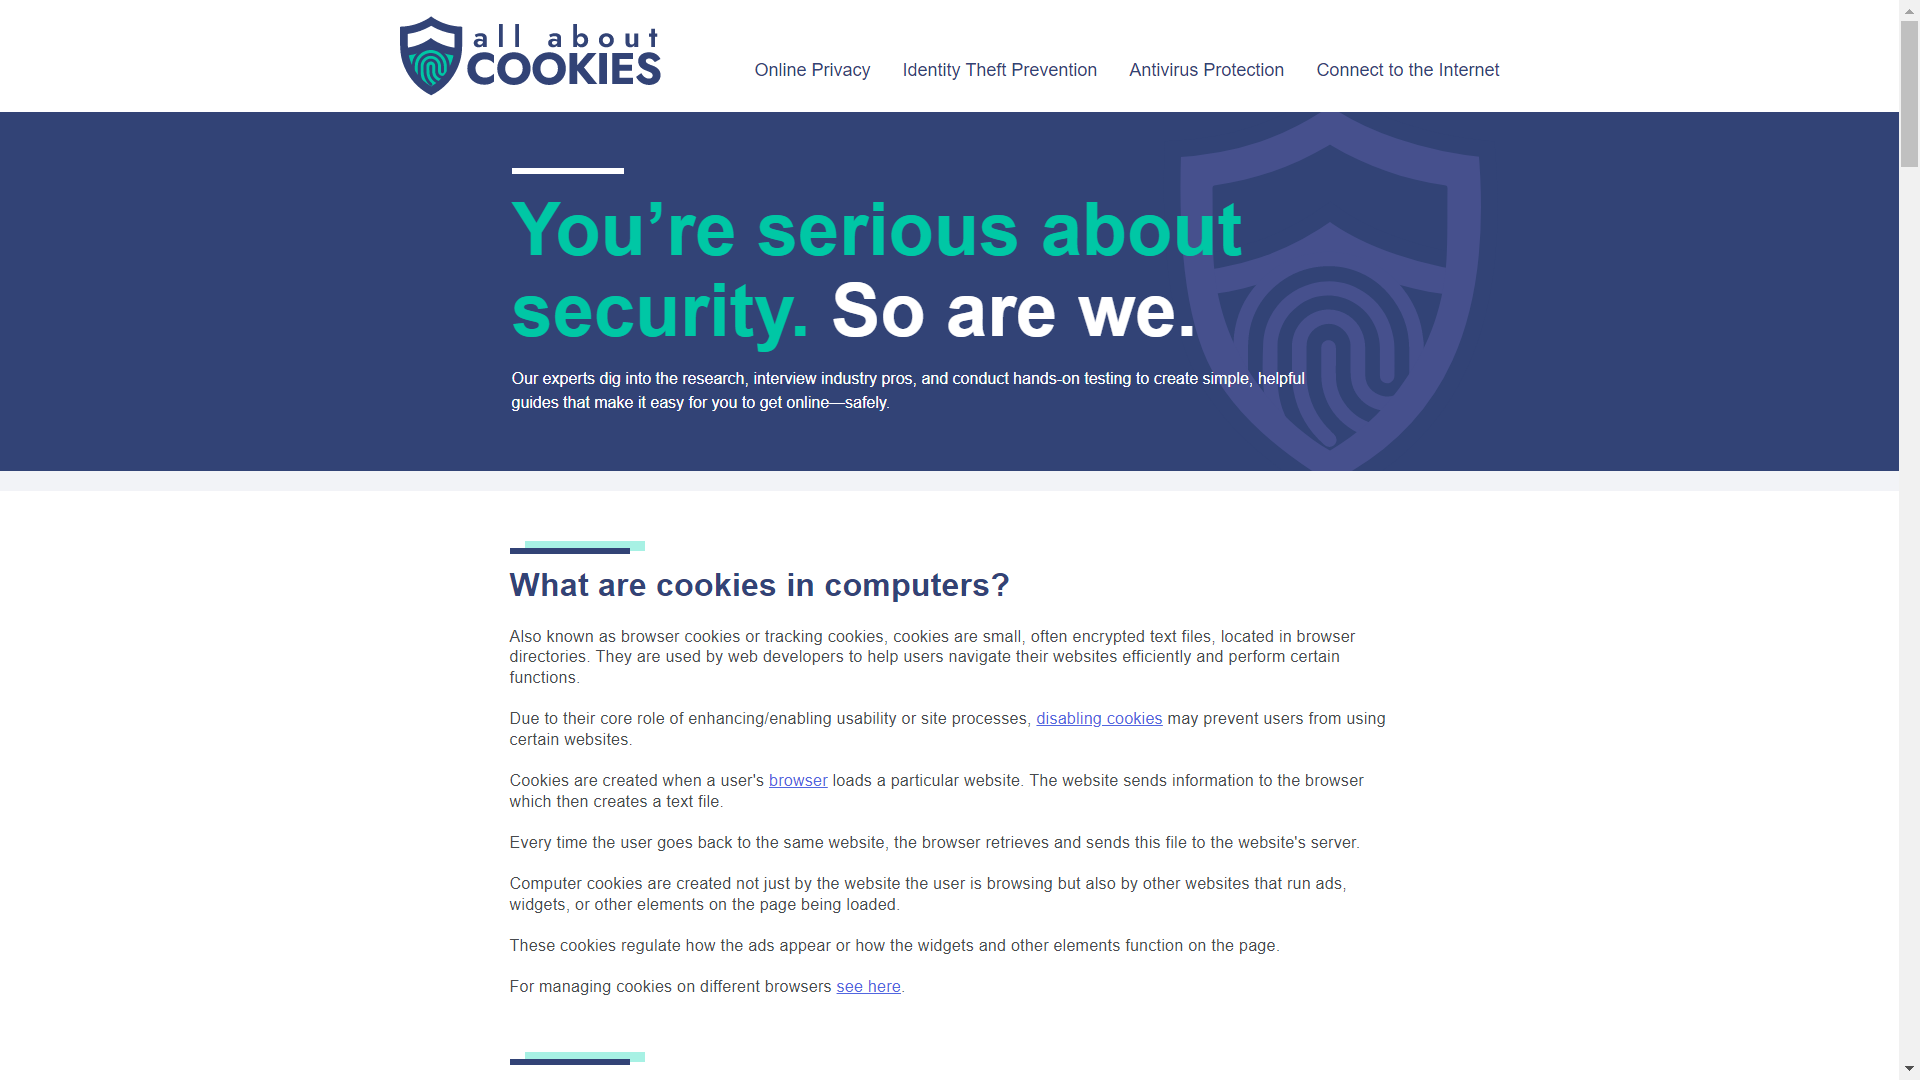 all about
COOKIES
Online Privacy
Identity Theft Prevention
Antivirus Protection
Connect to the Internet
You’re serious about
security. So are we.
Our experts dig into the research, interview industry pros, and conduct hands-on testing to create simple, helpful
guides that make it easy for you to get online—safely.
What are cookies in computers?
Also known as browser cookies or tracking cookies, cookies are small, often encrypted text files, located in browser
directories. They are used by web developers to help users navigate their websites efficiently and perform certain
functions.
Due to their core role of enhancing/enabling usability or site processes, disabling cookies may prevent users from using
certain websites.
Cookies are created when a user's browser loads a particular website. The website sends information to the browser
which then creates a text file.
Every time the user goes back to the same website, the browser retrieves and sends this file to the website's server.
Computer cookies are created not just by the website the user is browsing but also by other websites that run ads,
widgets, or other elements on the page being loaded.
These cookies regulate how the ads appear or how the widgets and other elements function on the page.
For managing cookies on different browsers see here.